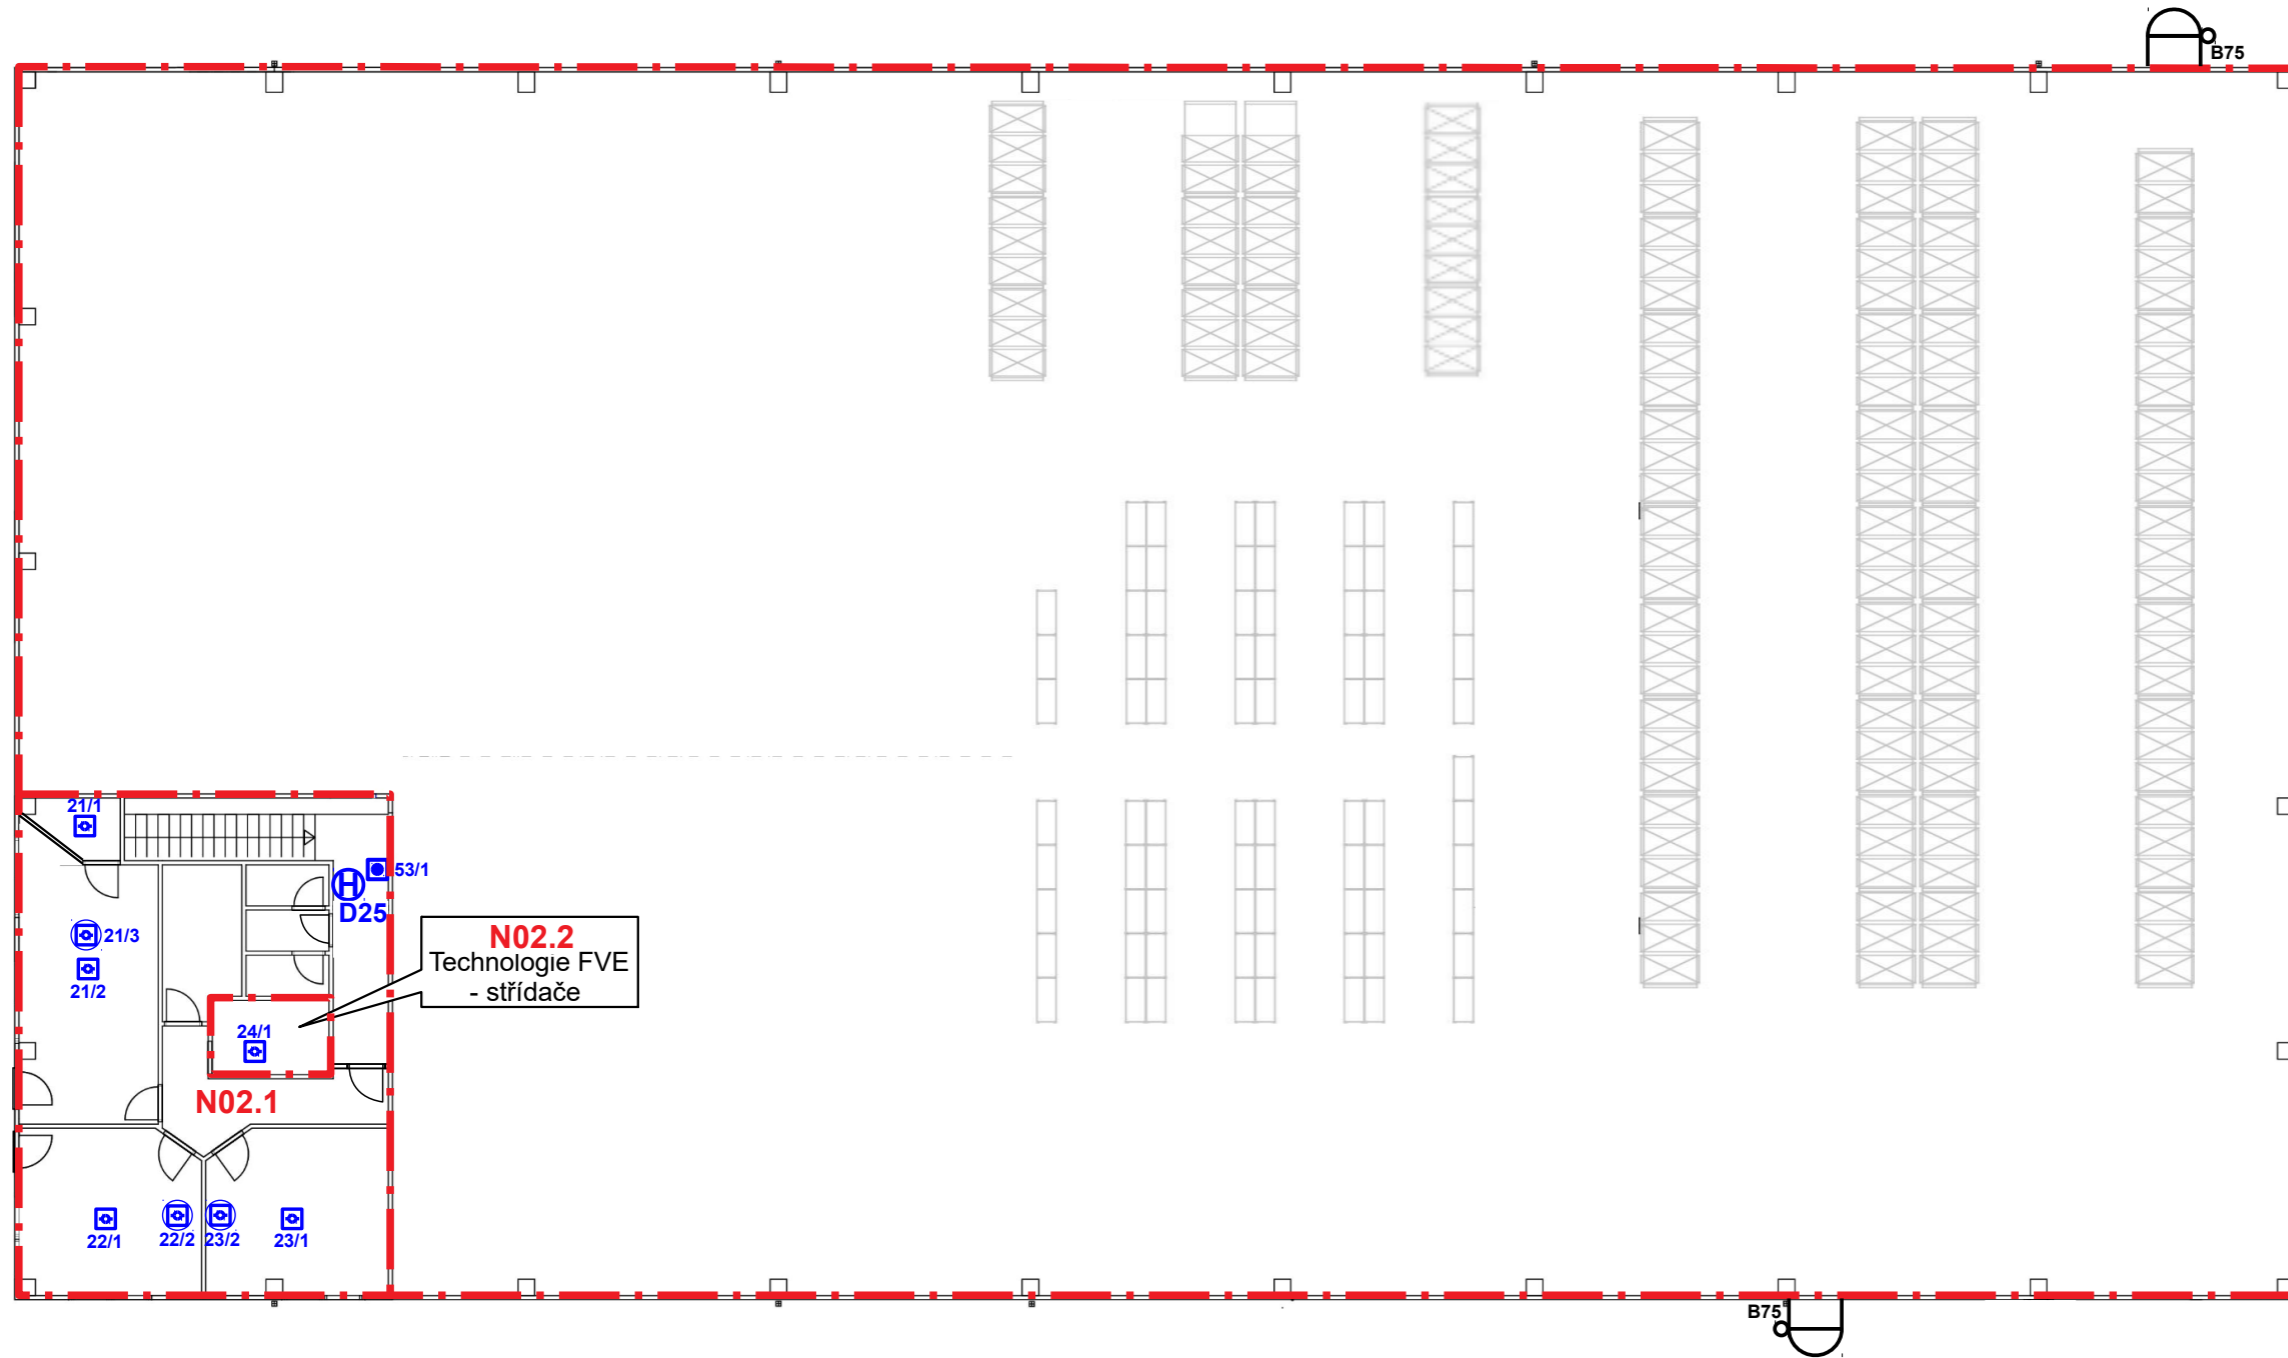 B75
21/1
53/1
H
D25
21/3
21/2
N02.2
Technologie FVE
- střídače
24/1
N02.1
22/1
22/2
23/2
23/1
B75